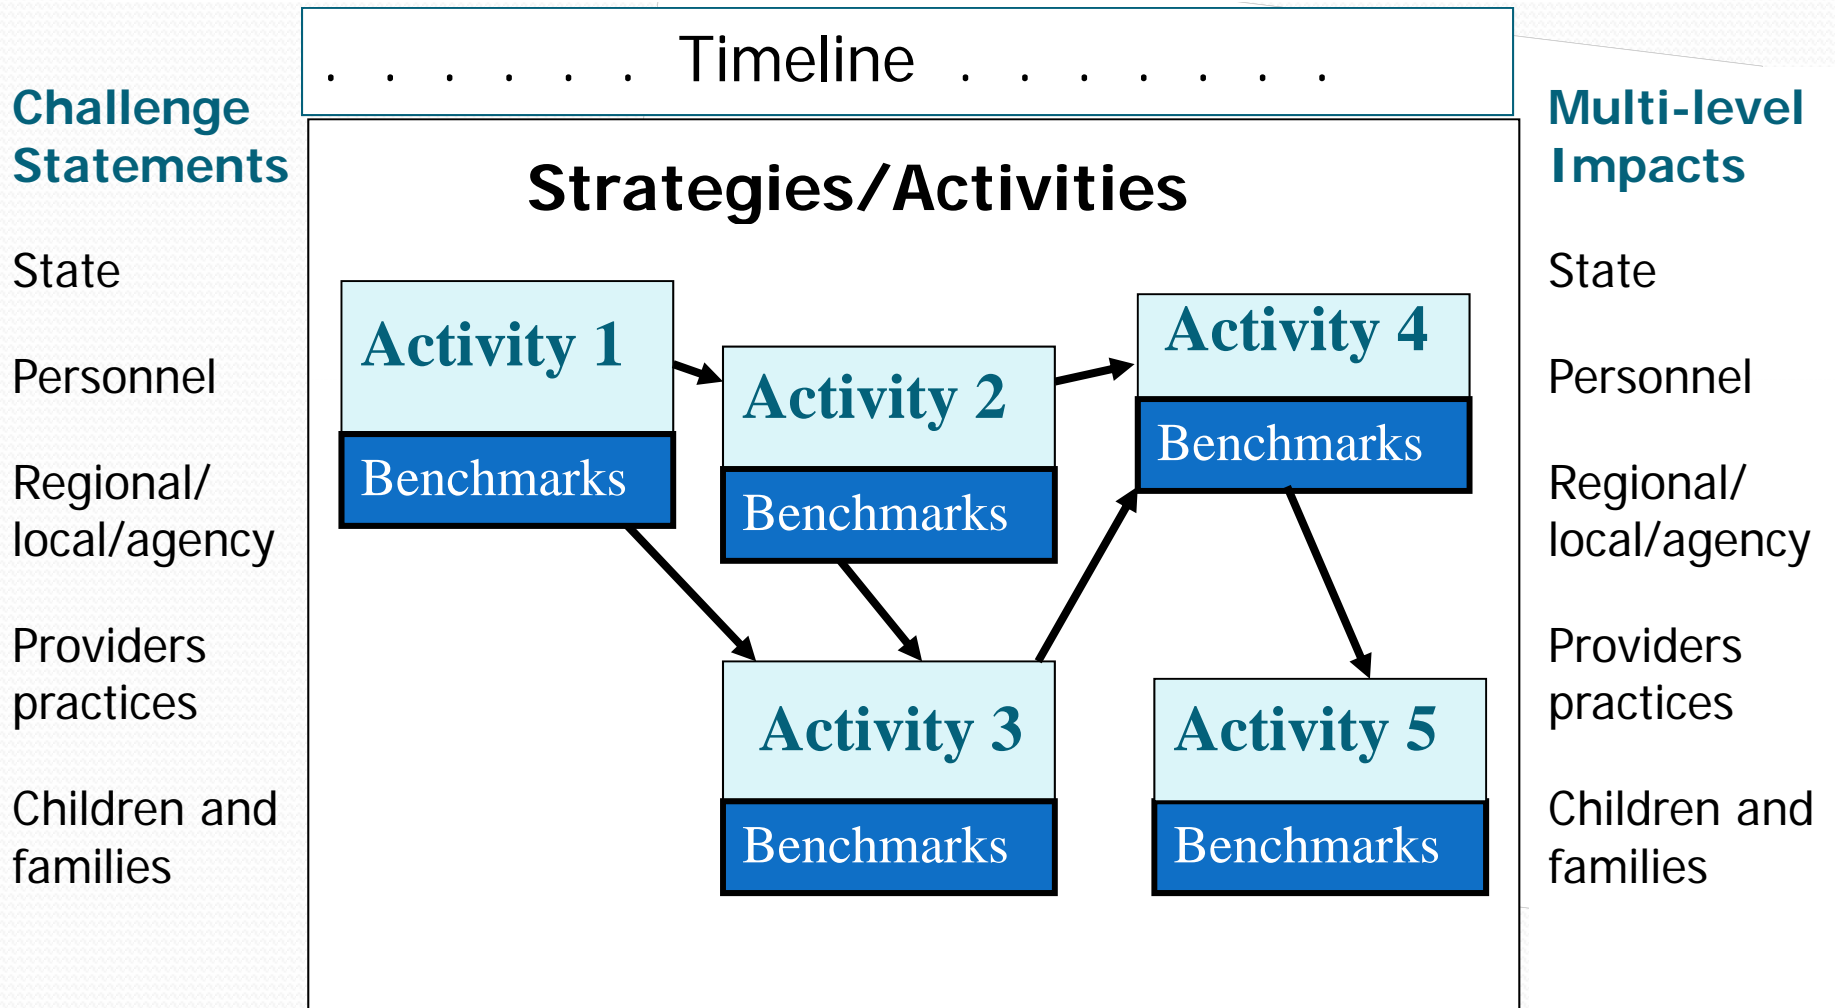 . . . . . . Timeline . . . . . . .
Challenge
Statements
State
Personnel
Regional/
local/agency
Providers
practices
Children and
families
Strategies/Activities
Activity 1
Benchmarks
Activity 2
Benchmarks
Activity 3
Benchmarks
Activity 4
Benchmarks
Activity 5
Benchmarks
Multi-level
Impacts
State
Personnel
Regional/
local/agency
Providers
practices
Children and
families